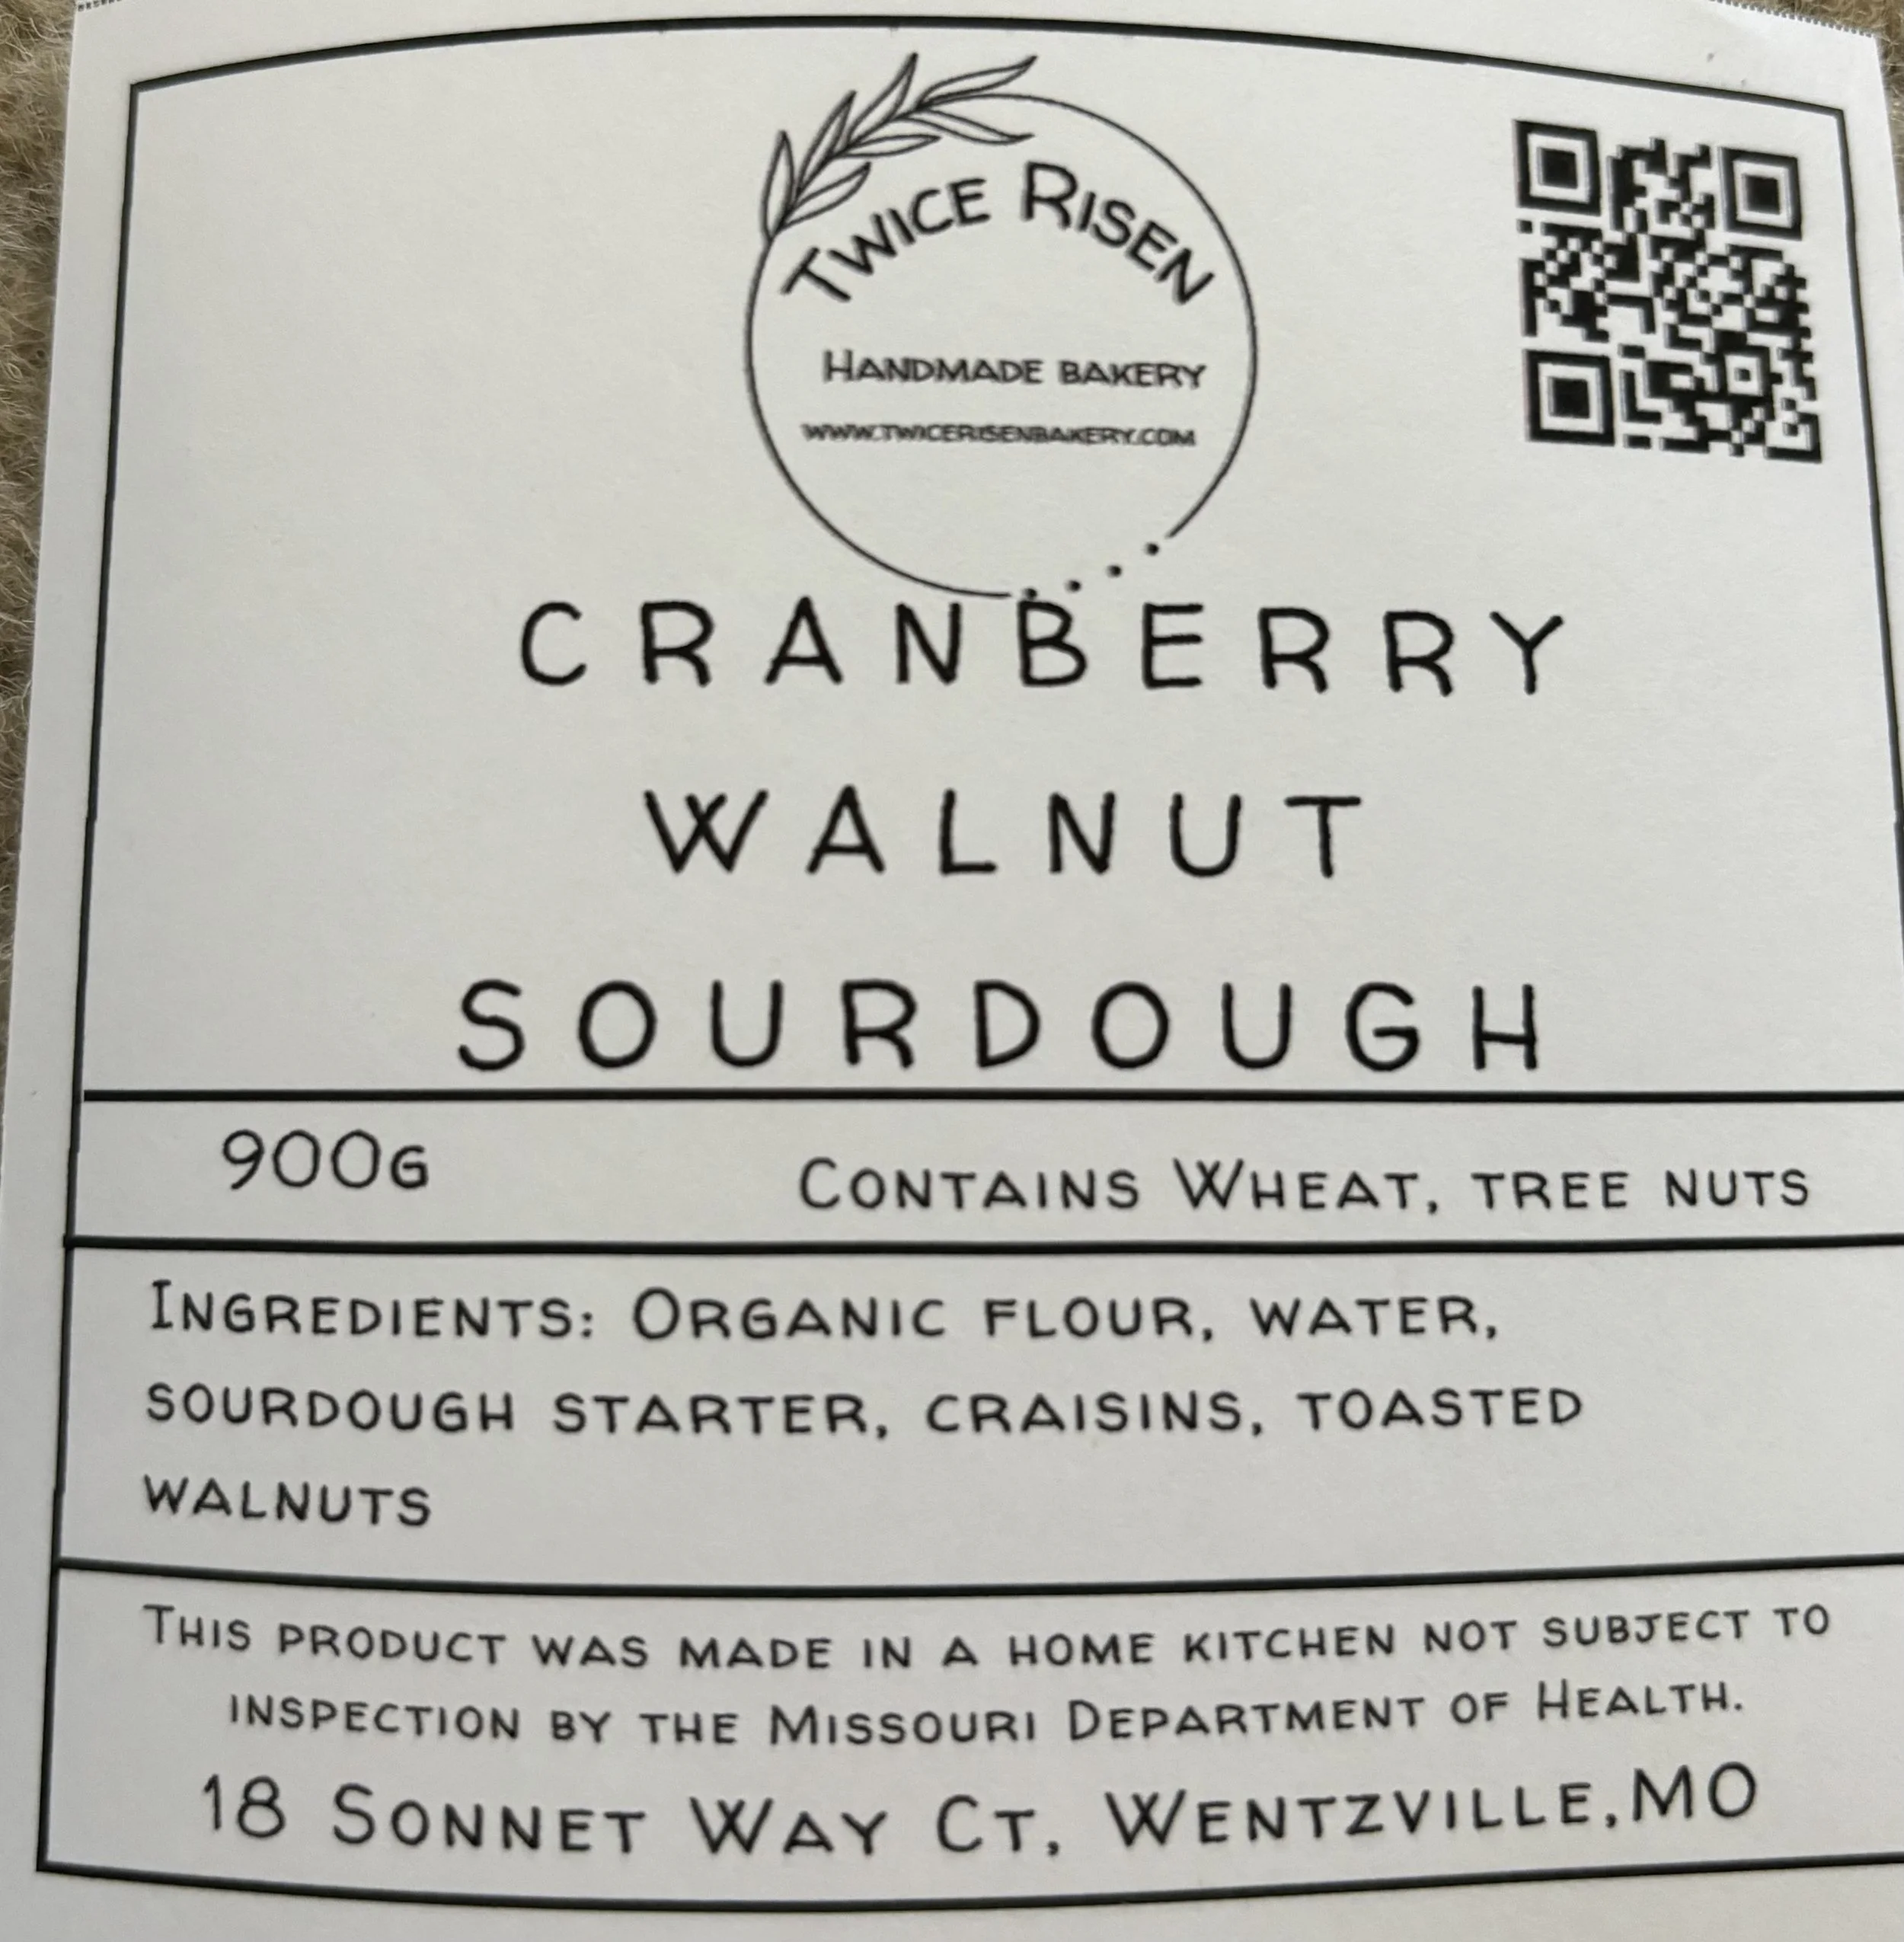 Twice Risen
Handmade bakery
www.twicerisenbakery.com
CRANBERRY
WALNUT
SOURDOUGH
900g
Contains Wheat, tree nuts
Ingredients: Organic flour, water,
sourdough starter, craisins, toasted
walnuts
This product was made in a home kitchen not subject to
inspection by the Missouri Department of Health.
18 Sonnet Way Ct, Wentzville,MO